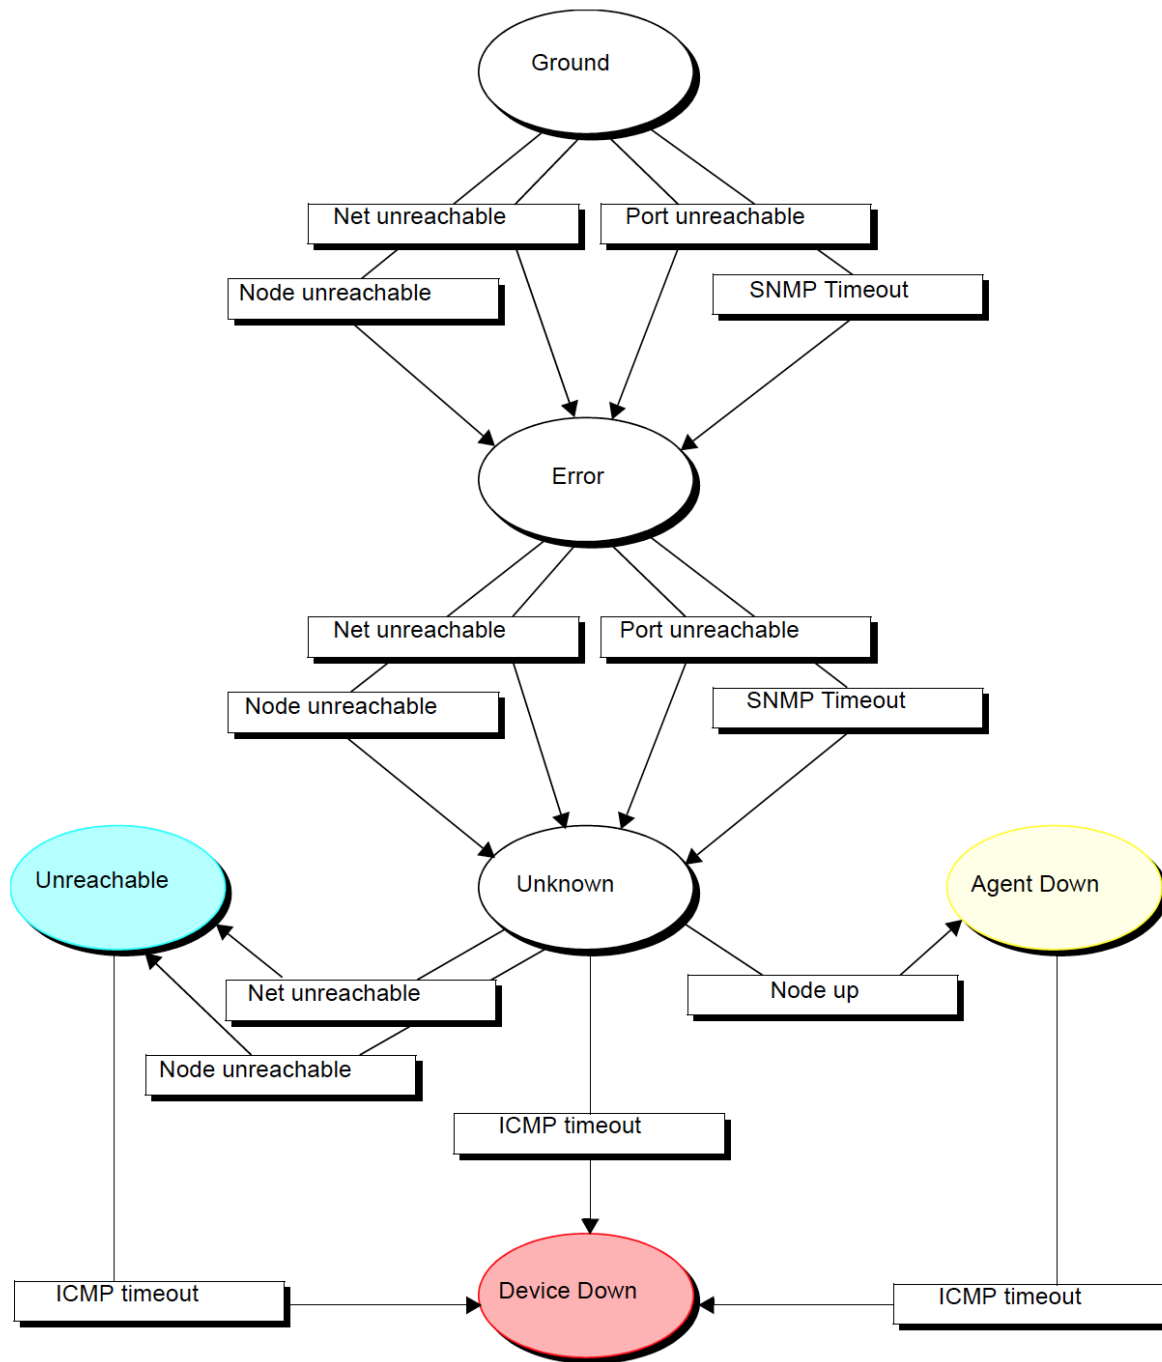 Ground
Net unreachable
Port unreachable
Node unreachable
SNMP Timeout
Error
Net unreachable
Port unreachable
Node unreachable
SNMP Timeout
Unreachable
Unknown
Agent Down
Net unreachable
Node up
Node unreachable
ICMP timeout
ICMP timeout
Device Down
ICMP timeout